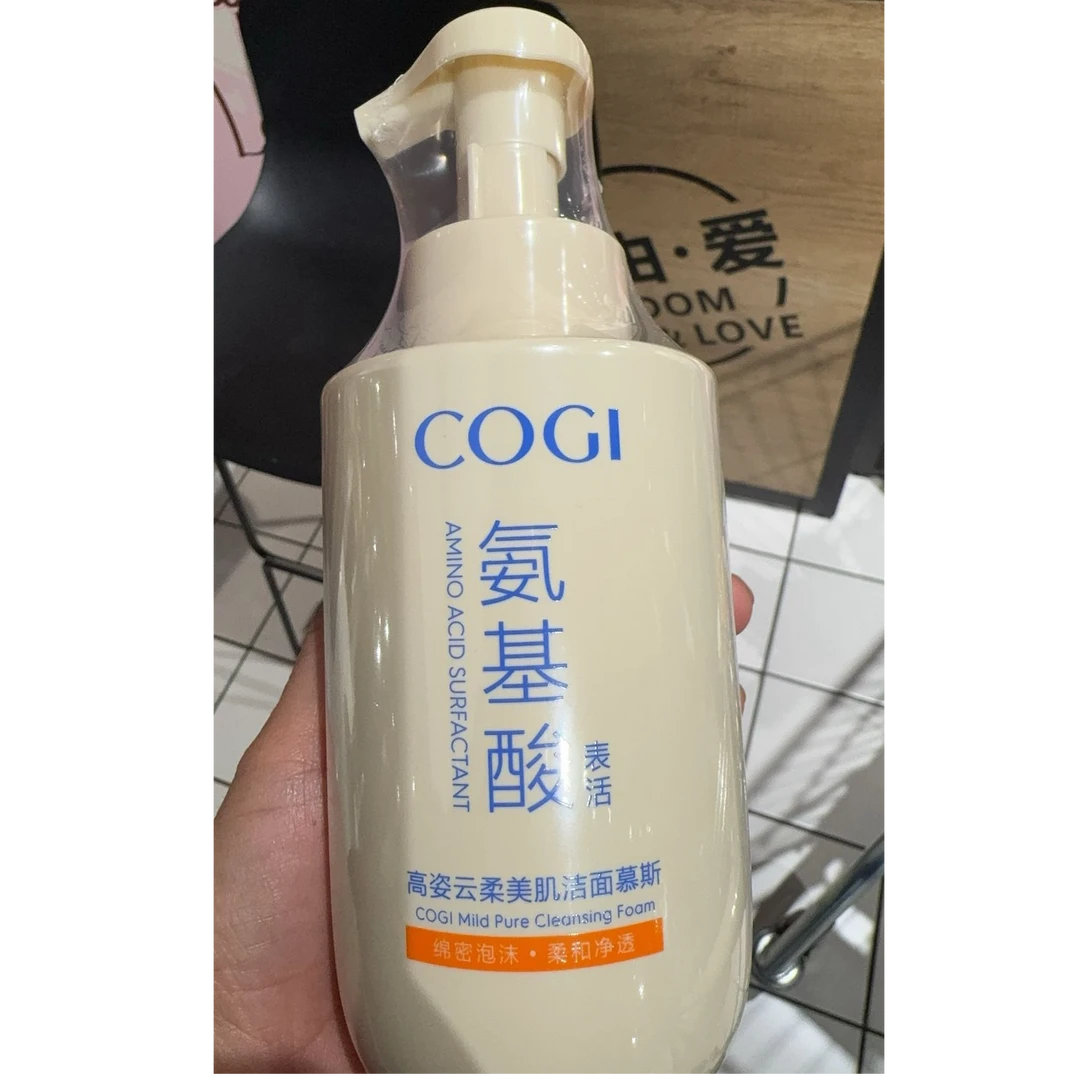 COGI
氨基酸
表活
AMINO ACID SURFACTANT
高姿云柔美肌洁面慕斯
COGI Mild Pure Cleansing Foam
绵密泡沫·柔和净透
由·爱
LOVE